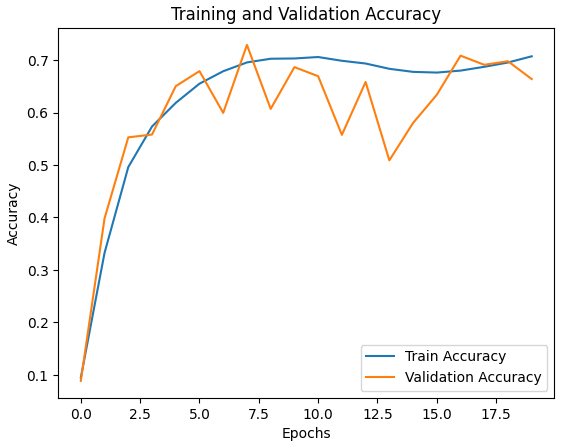 Training and Validation Accuracy
0.7
0.6
0.5
0.4
0.3
0.2
0.1
Accuracy
Train Accuracy
Validation Accuracy
0.0 2.5 5.0 7.5 10.0 12.5 15.0 17.5
Epochs